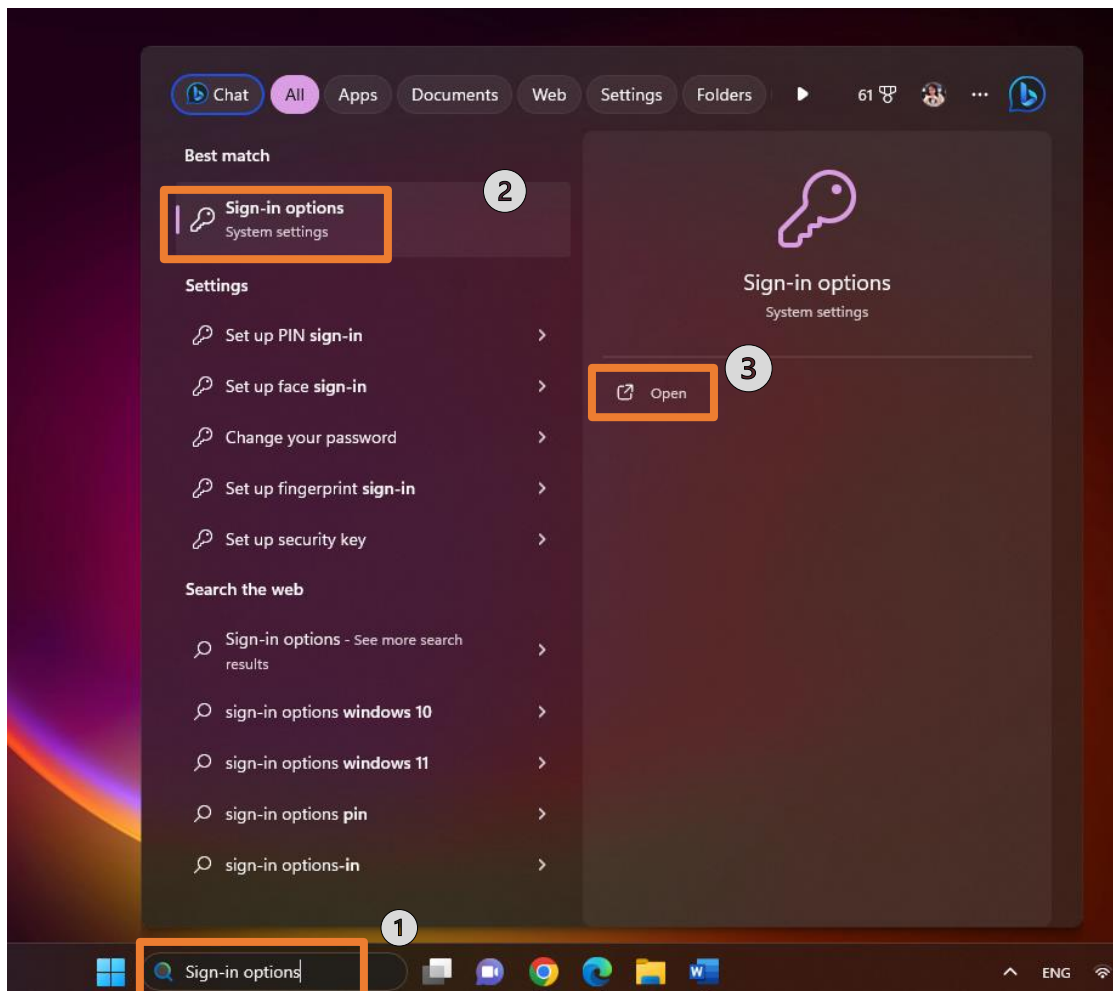 Chat All Apps Documents Web Settings Folders 61
Best match
Sign-in options
System settings
2
Sign-in options
System settings
Settings
Set up PIN sign-in
Set up face sign-in
Change your password
Set up fingerprint sign-in
Set up security key
3
Open
Search the web
Sign-in options - See more search
results
sign-in options windows 10
sign-in options windows 11
sign-in options pin
sign-in options-in
1
Sign-in options
W
ENG